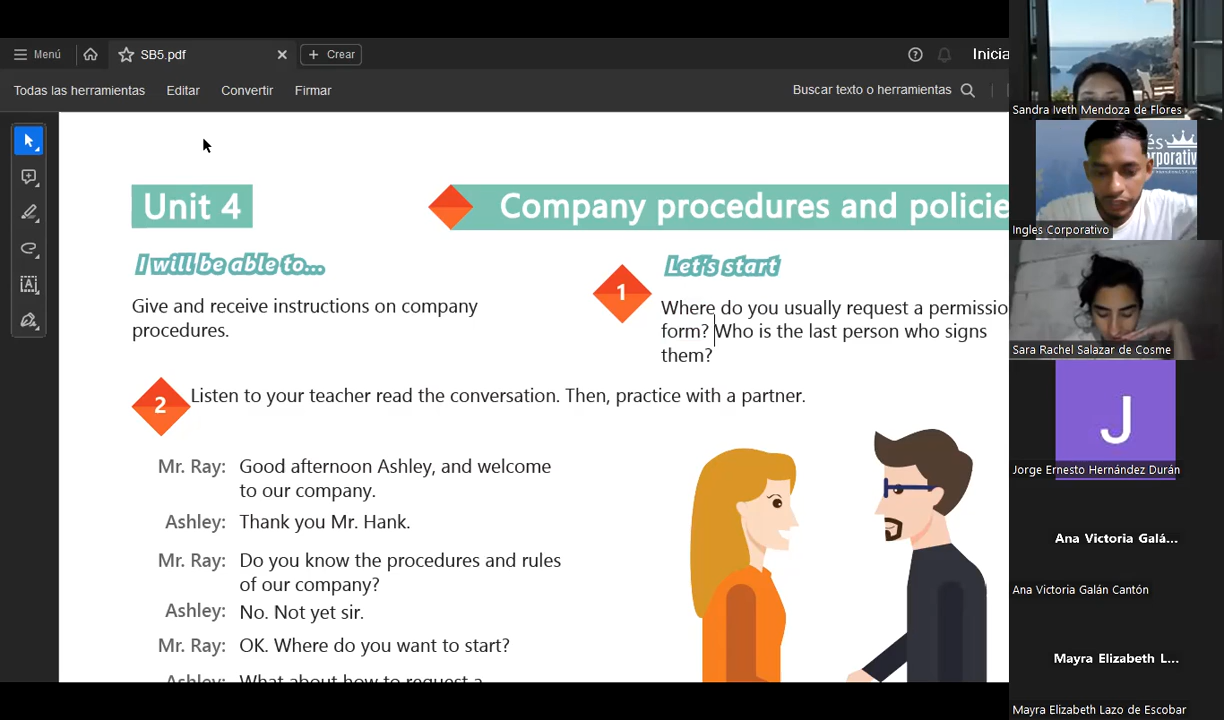 Menú
SB5.pdf
Crear
Inicia
Todas las herramientas
Editar
Convertir
Firmar
Buscar texto o herramientas
Unit 4
Company procedures and policie
I will be able to...
Give and receive instructions on company
procedures.
Let's start
1
Where do you usually request a permissio
form? Who is the last person who signs
them?
2
Listen to your teacher read the conversation. Then, practice with a partner.
Mr. Ray: Good afternoon Ashley, and welcome
to our company.
Ashley: Thank you Mr. Hank.
Mr. Ray: Do you know the procedures and rules
of our company?
Ashley: No. Not yet sir.
Mr. Ray: OK. Where do you want to start?
Ashley: What about how to request a
Sandra Iveth Mendoza de Flores
és
orporativ
Ingles Corporativo
Sara Rachel Salazar de Cosme
J
Jorge Ernesto Hernández Durán
Ana Victoria Galá...
Ana Victoria Galán Cantón
Mayra Elizabeth L...
Mayra Elizabeth Lazo de Escobar